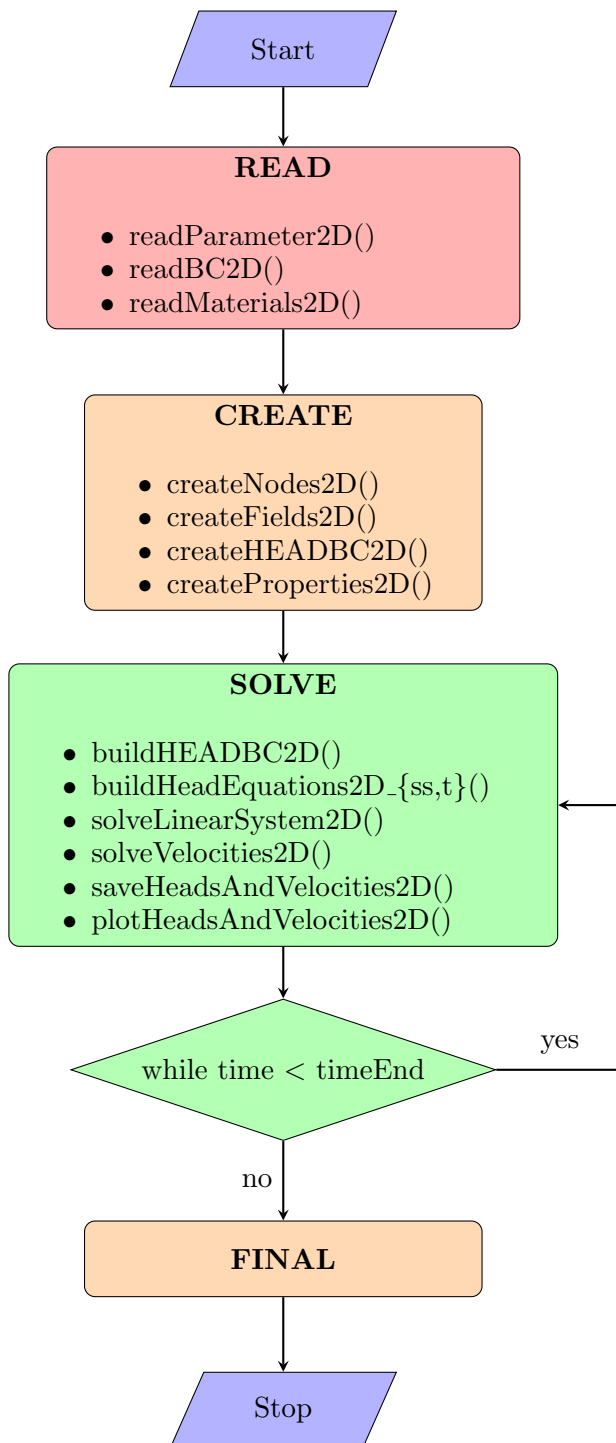 Start
READ
• readParameter2D()
• readBC2D()
• readMaterials2D()
CREATE
• createNodes2D()
• createFields2D()
• createHEADBC2D()
• createProperties2D()
SOLVE
• buildHEADBC2D()
• buildHeadEquations2D_{ss,t}()
• solveLinearSystem2D()
• solveVelocities2D()
• saveHeadsAndVelocities2D()
• plotHeadsAndVelocities2D()
yes
while time < timeEnd
no
FINAL
Stop